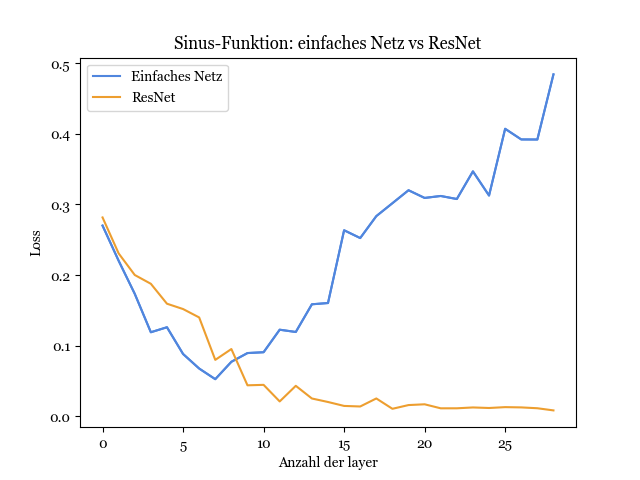 Sinus-Funktion: einfaches Netz vs ResNet
Einfaches Netz
ResNet
0.5
0.4
0.3
0.2
0.1
0.0
Loss
0 5 10 15 20 25
Anzahl der layer